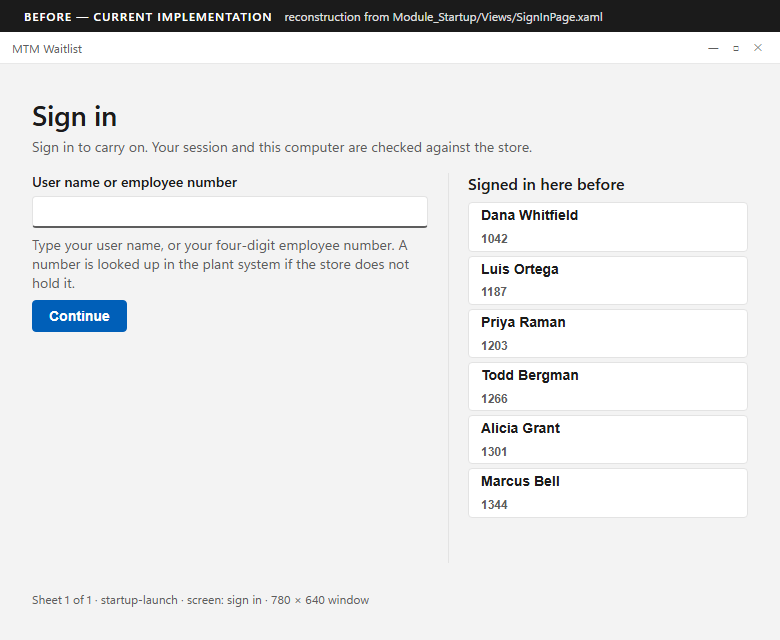 BEFORE — CURRENT IMPLEMENTATION reconstruction from Module_Startup/Views/SignInPage.xaml
MTM Waitlist
Sign in
Sign in to carry on. Your session and this computer are checked against the store.
User name or employee number
Type your user name, or your four-digit employee number. A
number is looked up in the plant system if the store does not
hold it.
Continue
Signed in here before
Dana Whitfield
1042
Luis Ortega
1187
Priya Raman
1203
Todd Bergman
1266
Alicia Grant
1301
Marcus Bell
1344
Sheet 1 of 1 · startup-launch · screen: sign in · 780 × 640 window